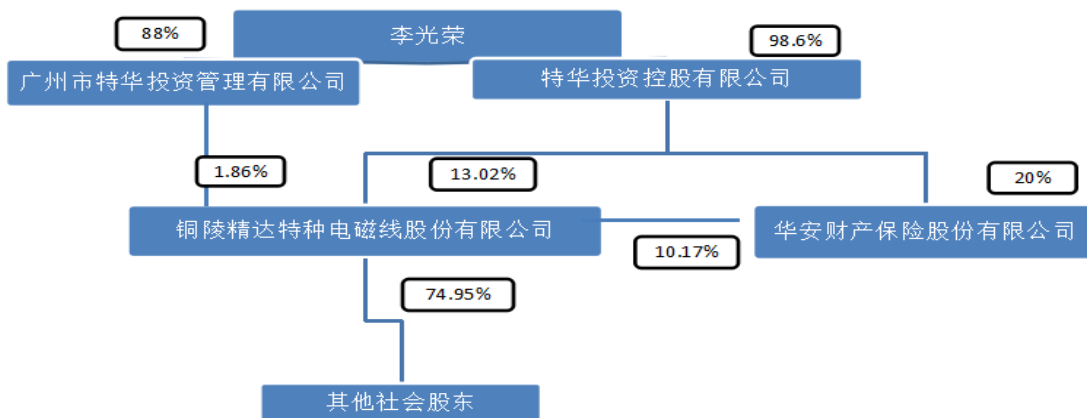 88%
李光荣
98.6%
广州市特华投资管理有限公司
特华投资控股有限公司
1.86%
13.02%
20%
铜陵精达特种电磁线股份有限公司
华安财产保险股份有限公司
10.17%
74.95%
其他社会股东